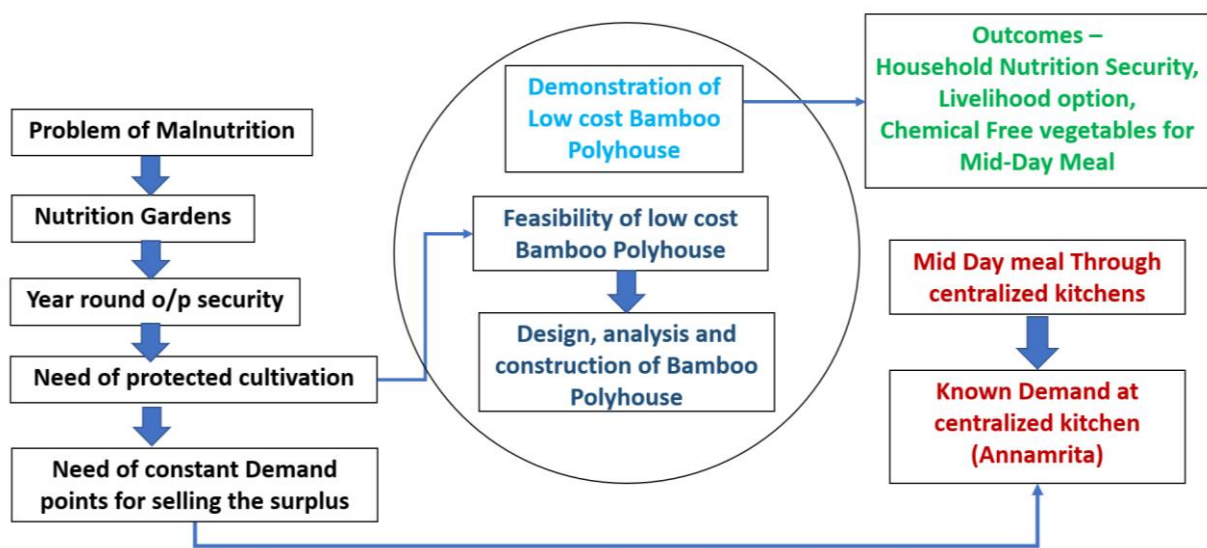 Problem of Malnutrition
Nutrition Gardens
Year round o/p security
Need of protected cultivation
Need of constant Demand
points for selling the surplus
Demonstration of
Low cost Bamboo
Polyhouse
Feasibility of low cost
Bamboo Polyhouse
Design, analysis and
construction of Bamboo
Polyhouse
Outcomes –
Household Nutrition Security,
Livelihood option,
Chemical Free vegetables for
Mid-Day Meal
Mid Day meal Through
centralized kitchens
Known Demand at
centralized kitchen
(Annamrita)